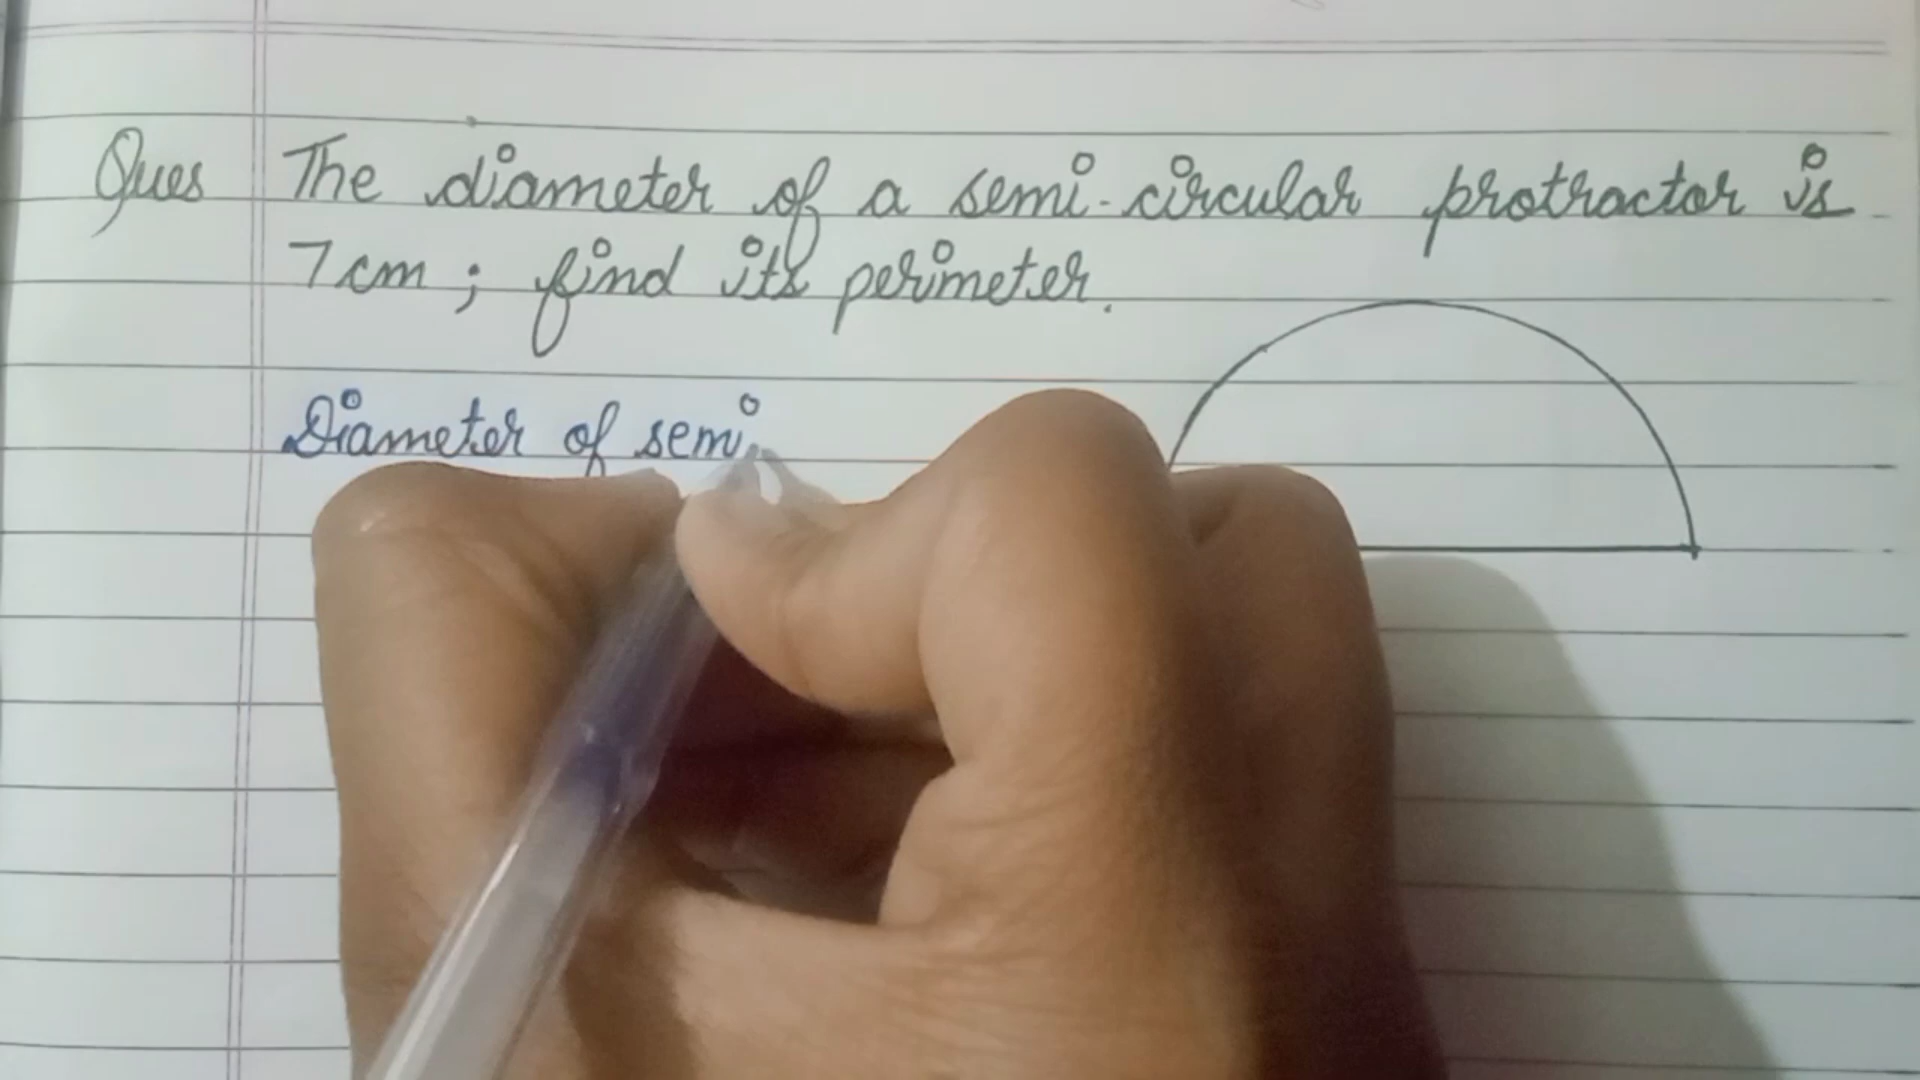 Ques The diameter of a semi-circular protractor is
7 cm ; find its perimeter.
Diameter of semi